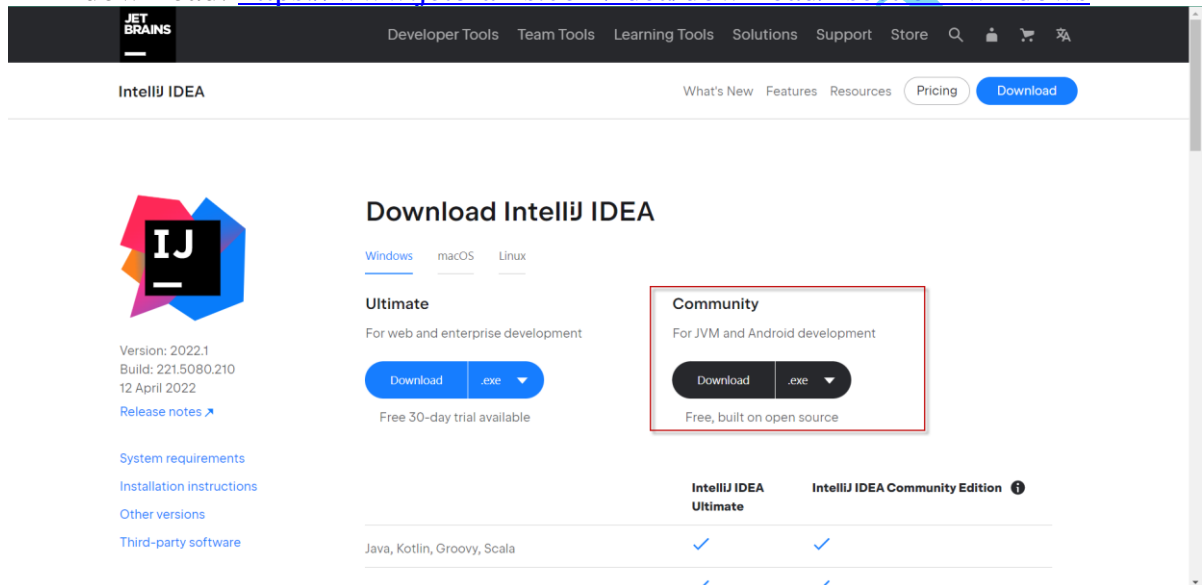 JET
BRAINS
Developer Tools Team Tools Learning Tools Solutions Support Store
IntelliJ IDEA
What's New Features Resources Pricing Download
IJ
Download IntelliJ IDEA
Windows macOS Linux
Ultimate
For web and enterprise development
Download .exe
Free 30-day trial available
Community
For JVM and Android development
Download .exe
Free, built on open source
Version: 2022.1
Build: 221.5080.210
12 April 2022
Release notes ↗
System requirements
Installation instructions
Other versions
Third-party software
IntelliJ IDEA
Ultimate
IntelliJ IDEA Community Edition
Java, Kotlin, Groovy, Scala